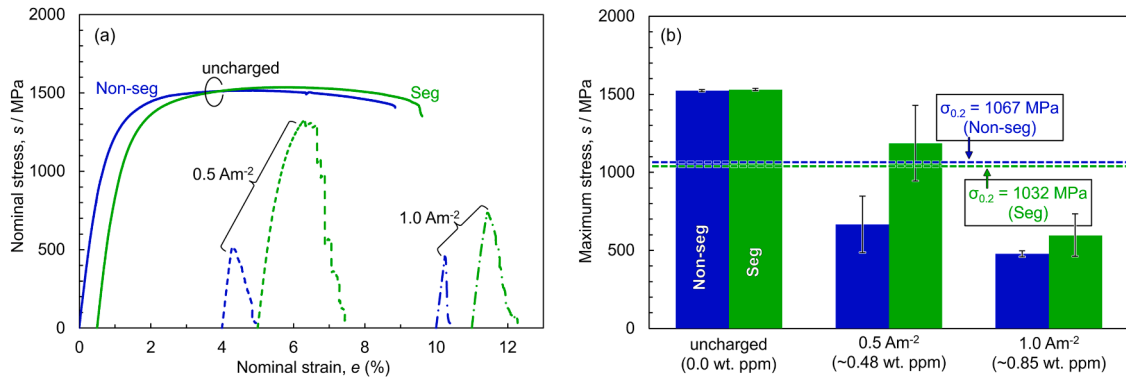 2000
1500
1000
500
0
Nominal stress, s / MPa
(a)
uncharged
Non-seg
Seg
0.5 Am-2
1.0 Am-2
0 2 4 6 8 10 12
Nominal strain, e (%)
2000
1500
1000
500
0
Maximum stress, s / MPa
(b)
σ0.2 = 1067 MPa
(Non-seg)
σ0.2 = 1032 MPa
(Seg)
Non-seg
Seg
uncharged
(0.0 wt. ppm)
0.5 Am-2
(~0.48 wt. ppm)
1.0 Am-2
(~0.85 wt. ppm)